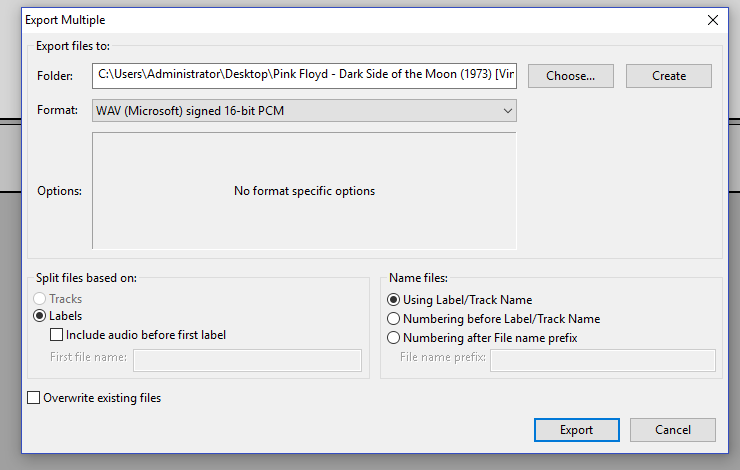 Export Multiple
Export files to:
Folder: C:\Users\Administrator\Desktop\Pink Floyd - Dark Side of the Moon (1973) [Vir Choose... Create
Format: WAV (Microsoft) signed 16-bit PCM
Options: No format specific options
Split files based on:
Tracks
Labels
Include audio before first label
First file name:
Name files:
Using Label/Track Name
Numbering before Label/Track Name
Numbering after File name prefix
File name prefix:
Overwrite existing files
Export Cancel